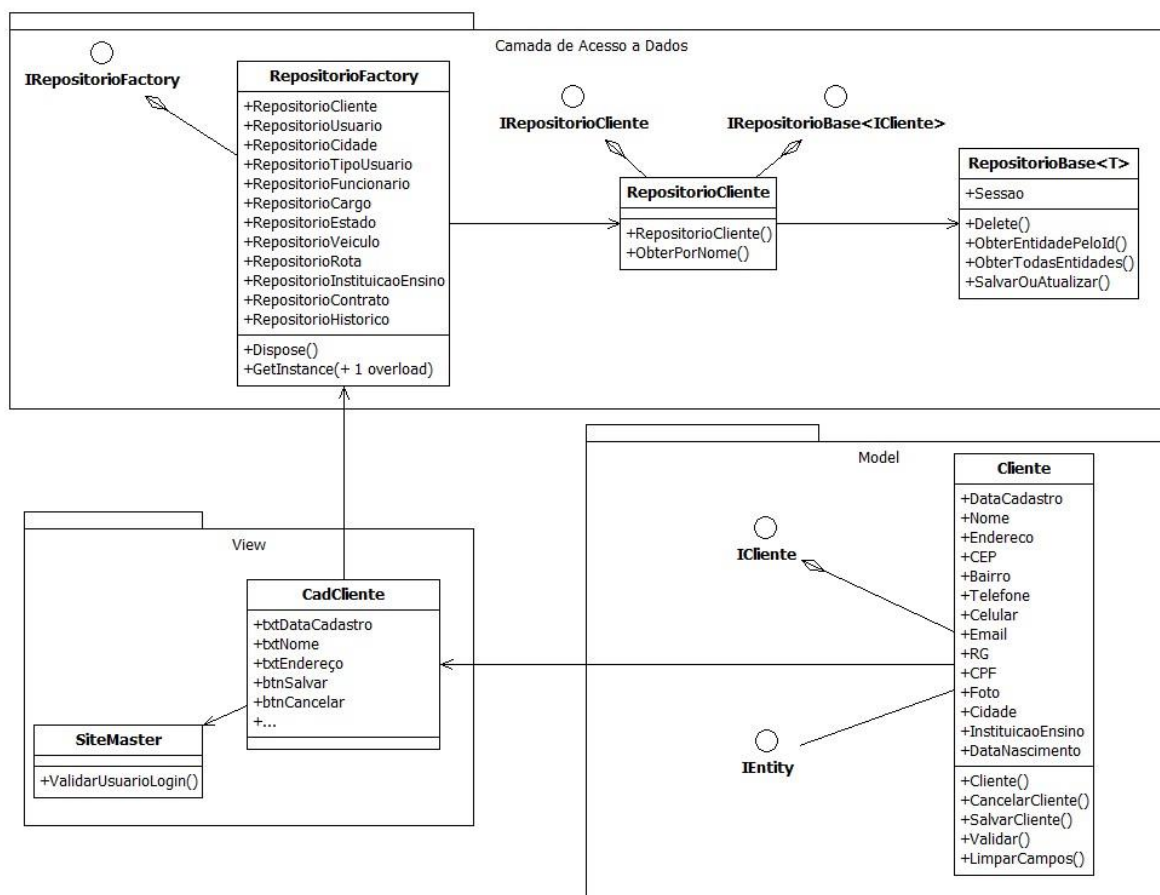 Camada de Acesso a Dados
IRepositorioFactory
RepositorioFactory
+RepositorioCliente
+RepositorioUsuario
+RepositorioCidade
+RepositorioTipoUsuario
+RepositorioFuncionario
+RepositorioCargo
+RepositorioEstado
+RepositorioVeiculo
+RepositorioRota
+RepositorioInstituicaoEnsino
+RepositorioContrato
+RepositorioHistorico
+Dispose()
+GetInstance(+ 1 overload)
IRepositorioCliente
IRepositorioBase<ICliente>
RepositorioCliente
+RepositorioCliente()
+ObterPorNome()
RepositorioBase<T>
+Sessao
+Delete()
+ObterEntidadePeloId()
+ObterTodasEntidades()
+SalvarOuAtualizar()
View
CadCliente
+txtDataCadastro
+txtNome
+txtEndereço
+btnSalvar
+btnCancelar
+...
SiteMaster
+ValidarUsuarioLogin()
Model
ICliente
IEntity
Cliente
+DataCadastro
+Nome
+Endereco
+CEP
+Bairro
+Telefone
+Celular
+Email
+RG
+CPF
+Foto
+Cidade
+InstituicaoEnsino
+DataNascimento
+Cliente()
+CancelarCliente()
+SalvarCliente()
+Validar()
+LimparCampos()